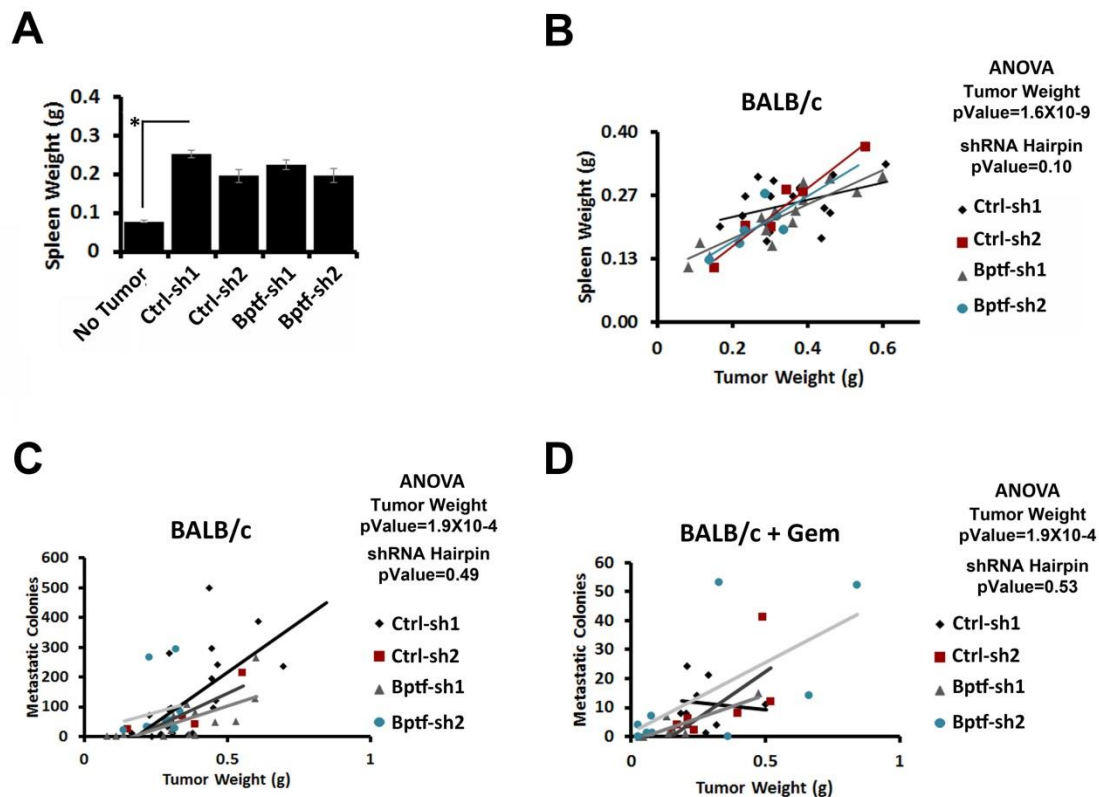 A
Spleen Weight (g)
0.4
0.3
0.2
0.1
0
*
No Tumor
Ctrl-sh1
Ctrl-sh2
Bptf-sh1
Bptf-sh2
B
BALB/c
Spleen Weight (g)
0.40
0.27
0.13
0.00
0
0.2
0.4
0.6
Tumor Weight (g)
ANOVA
Tumor Weight
pValue=1.6X10-9
shRNA Hairpin
pValue=0.10
Ctrl-sh1
Ctrl-sh2
Bptf-sh1
Bptf-sh2
C
BALB/c
Metastatic Colonies
600
500
400
300
200
100
0
0
0.5
1
Tumor Weight (g)
ANOVA
Tumor Weight
pValue=1.9X10-4
shRNA Hairpin
pValue=0.49
Ctrl-sh1
Ctrl-sh2
Bptf-sh1
Bptf-sh2
D
BALB/c + Gem
Metastatic Colonies
60
50
40
30
20
10
0
0
0.5
1
Tumor Weight (g)
ANOVA
Tumor Weight
pValue=1.9X10-4
shRNA Hairpin
pValue=0.53
Ctrl-sh1
Ctrl-sh2
Bptf-sh1
Bptf-sh2